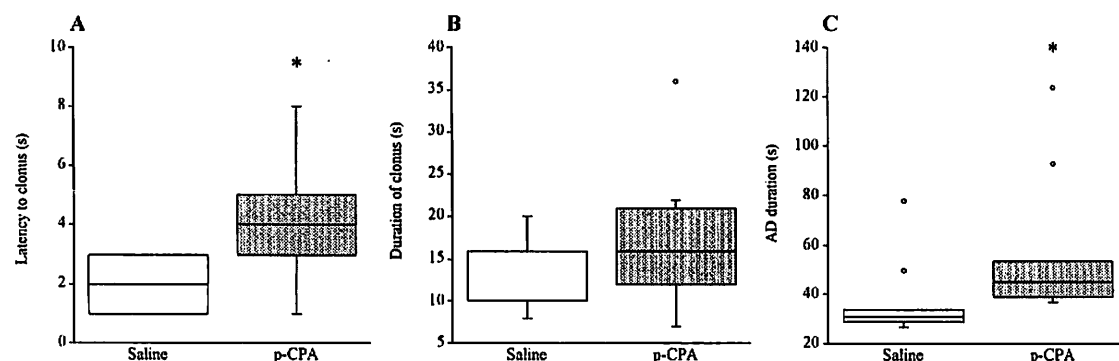 A
Latency to clonus (s)
10
8
6
4
2
0
*
Saline
p-CPA
B
Duration of clonus (s)
40
35
30
25
20
15
10
5
Saline
p-CPA
C
AD duration (s)
140
120
100
80
60
40
20
*
Saline
p-CPA